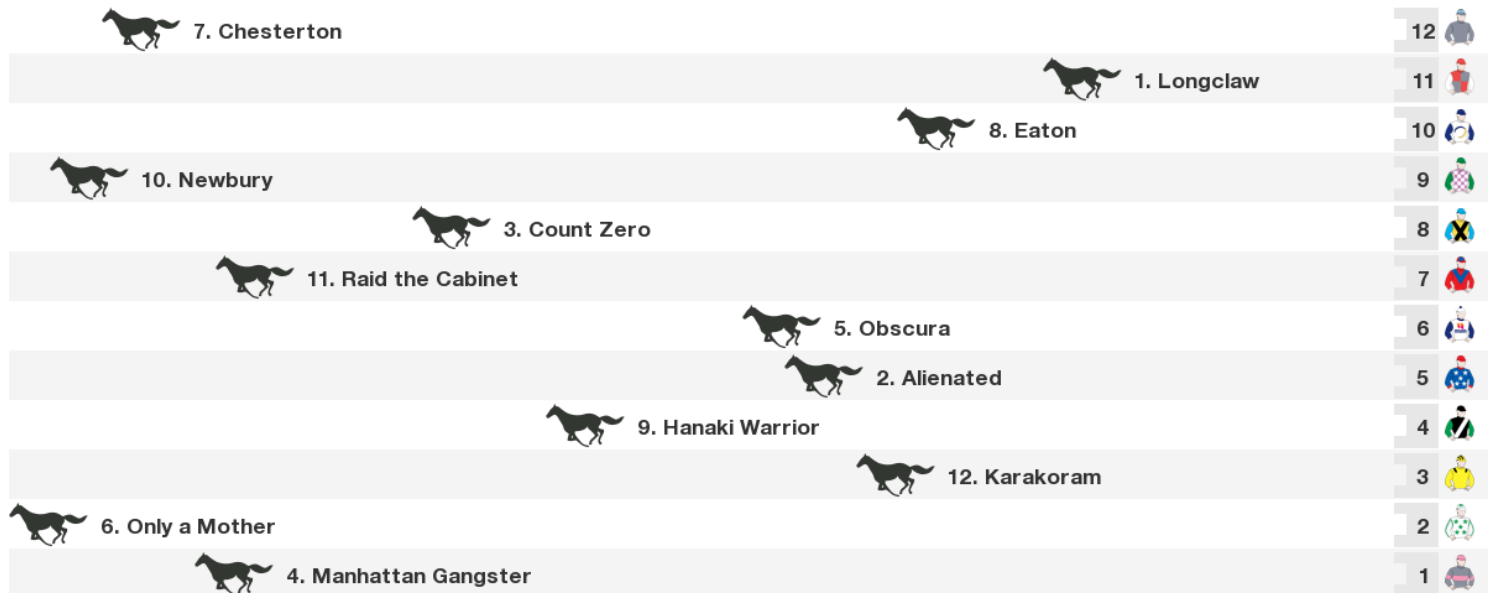 7. Chesterton 12
1. Longclaw 11
8. Eaton 10
10. Newbury 9
3. Count Zero 8
11. Raid the Cabinet 7
5. Obscura 6
2. Alienated 5
9. Hanaki Warrior 4
12. Karakoram 3
6. Only a Mother 2
4. Manhattan Gangster 1